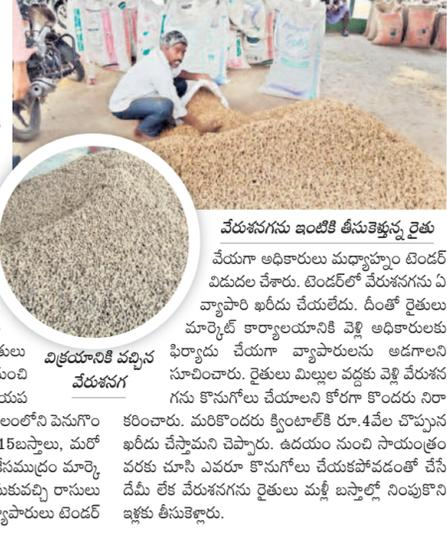 వేరుశనగను ఇంటికి తీసుకెళ్తున్న రైతు
విక్రయానికి వచ్చిన
వేరుశనగ
వేయగా అధికారులు మధ్యాహ్నం టెండర్
విడుదల చేశారు. టెండర్‌లో వేరుశనగను ఏ
వ్యాపారి ఖరీదు చేయలేదు. దీంతో రైతులు
మార్కెట్ కార్యాలయానికి వెళ్లి అధికారులకు
ఫిర్యాదు చేయగా వ్యాపారులను అడగాలని
సూచించారు. రైతులు మిల్లుల వద్దకు వెళ్లి వేరుశన
గను కొనుగోలు చేయాలని కోరగా కొందరు నిరా
కరించారు. మరికొందరు క్వింటాల్‌కి రూ.4వేల చొప్పున
ఖరీదు చేస్తామని చెప్పారు. ఉదయం నుంచి సాయంత్రం
వరకు చూసి ఎవరూ కొనుగోలు చేయకపోవడంతో చేసే
దేమీ లేక వేరుశనగను రైతులు మళ్లీ బస్తాల్లో నింపుకొని
ఇళ్లకు తీసుకెళ్లారు.
తులు
ంచి
యప
లంలోని పెనుగొం
15బస్తాలు, మరో
కేసముద్రం మార్కె
సుకువచ్చి రాసులు
్యాపారులు టెండర్